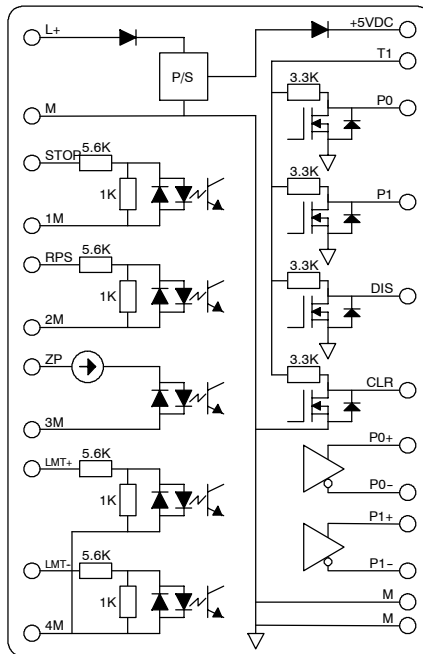 L+
+5VDC
T1
P/S
3.3K
P0
M
STOP
5.6K
1K
1M
3.3K
P1
RPS
5.6K
1K
2M
3.3K
DIS
ZP
3M
3.3K
CLR
LMT+
5.6K
1K
P0+
P0−
LMT-
5.6K
1K
4M
P1+
P1−
M
M